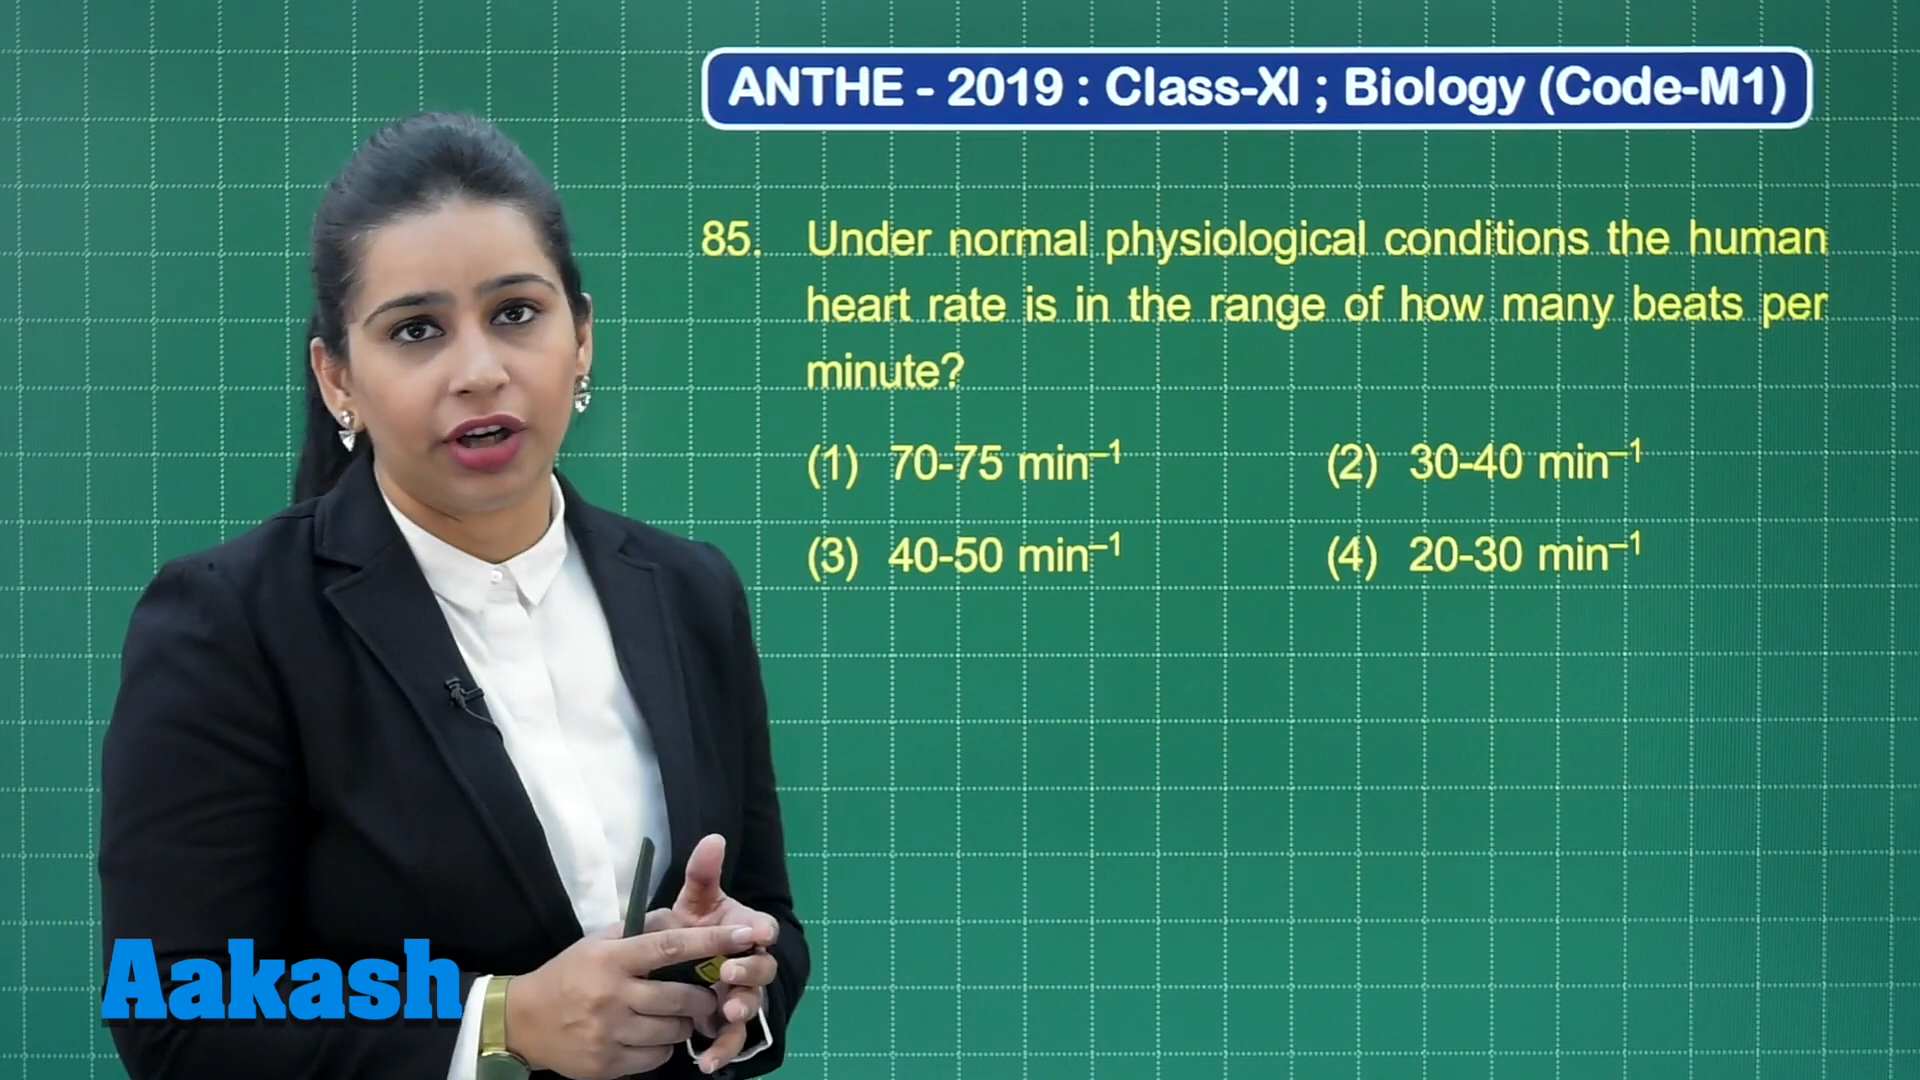 ANTHE - 2019 : Class-XI ; Biology (Code-M1)
85. Under normal physiological conditions the human
heart rate is in the range of how many beats per
minute?
(1) 70-75 min⁻¹ (2) 30-40 min⁻¹
(3) 40-50 min⁻¹ (4) 20-30 min⁻¹
Aakash